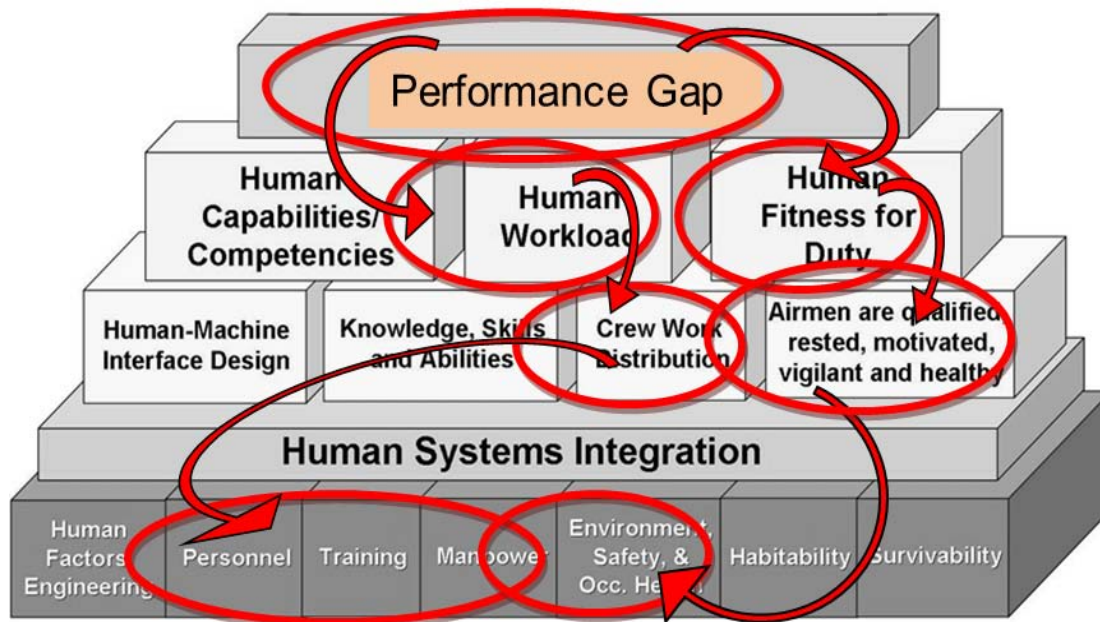 Performance Gap
Human
Capabilities/
Competencies
Human
Workload
Human
Fitness for
Duty
Human-Machine
Interface Design
Knowledge, Skills
and Abilities
Crew Work
Distribution
Airmen are qualified,
rested, motivated,
vigilant and healthy
Human Systems Integration
Human
Factors
Engineering
Personnel
Training
Manpower
Environment,
Safety, &
Occ. Health
Habitability
Survivability